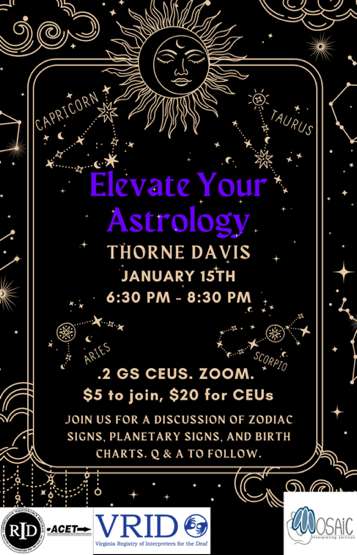 CAPRICORN
TAURUS
Elevate Your
Astrology
THORNE DAVIS
JANUARY 15TH
6:30 PM - 8:30 PM
ARIES
SCORPIO
.2 GS CEUS. ZOOM.
$5 to join, $20 for CEUs
JOIN US FOR A DISCUSSION OF ZODIAC
SIGNS, PLANETARY SIGNS, AND BIRTH
CHARTS. Q & A TO FOLLOW.
RID
ACET
VRID
Virginia Registry of Interpreters for the Deaf
MOSAIC
interpreting services